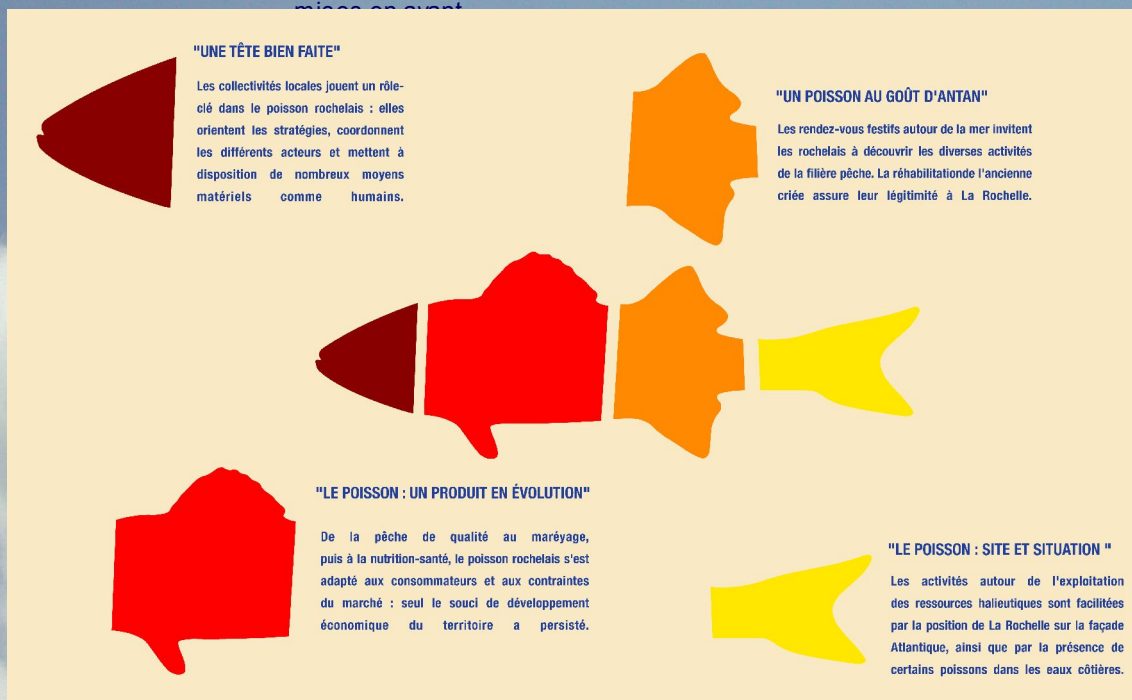 mises en avant
"UNE TÊTE BIEN FAITE"
Les collectivités locales jouent un rôle-
clé dans le poisson rochelais : elles
orientent les stratégies, coordonnent
les différents acteurs et mettent à
disposition de nombreux moyens
matériels comme humains.
"UN POISSON AU GOÛT D'ANTAN"
Les rendez-vous festifs autour de la mer invitent
les rochelais à découvrir les diverses activités
de la filière pêche. La réhabilitationde l'ancienne
criée assure leur légitimité à La Rochelle.
"LE POISSON : UN PRODUIT EN ÉVOLUTION"
De la pêche de qualité au maréyage,
puis à la nutrition-santé, le poisson rochelais s'est
adapté aux consommateurs et aux contraintes
du marché : seul le souci de développement
économique du territoire a persisté.
"LE POISSON : SITE ET SITUATION "
Les activités autour de l'exploitation
des ressources halieutiques sont facilitées
par la position de La Rochelle sur la façade
Atlantique, ainsi que par la présence de
certains poissons dans les eaux côtières.